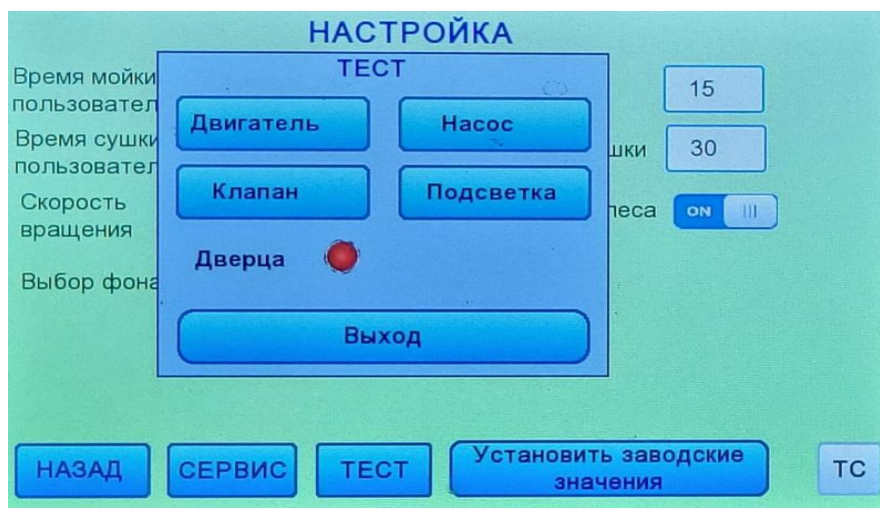 НАСТРОЙКА
ТЕСТ
Время мойки
пользовател
15
Двигатель
Насос
Время сушки
пользовател
шки
30
Клапан
Подсветка
Скорость
вращения
леса
ON
Дверца
Выбор фона
Выход
НАЗАД
СЕРВИС
ТЕСТ
Установить заводские
значения
ТС